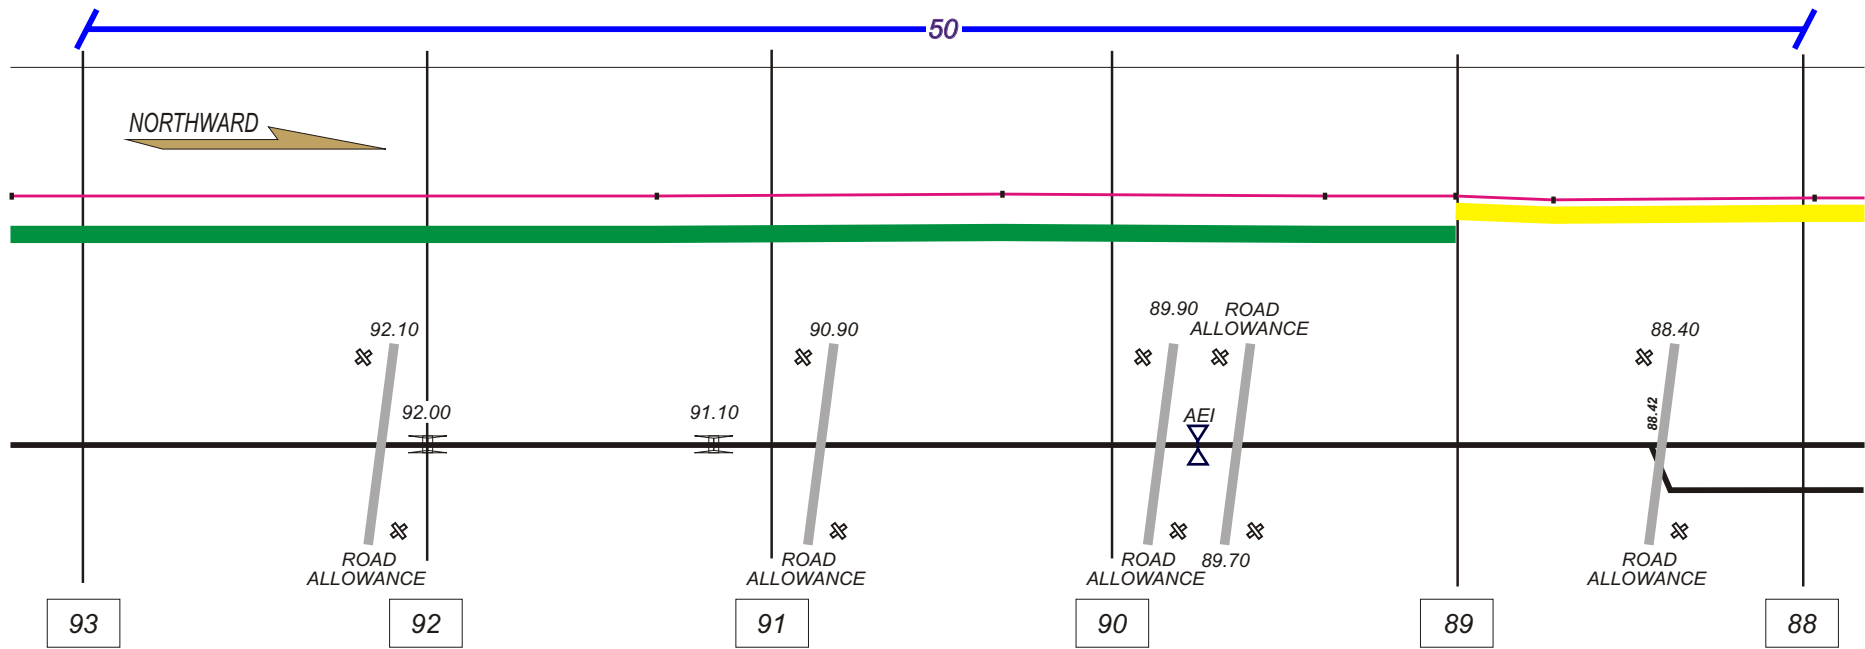 50
NORTHWARD
92.10
90.90
89.90
ROAD
ALLOWANCE
88.40
92.00
91.10
AEI
88.42
ROAD
ALLOWANCE
ROAD
ALLOWANCE
ROAD
ALLOWANCE
89.70
ROAD
ALLOWANCE
93
92
91
90
89
88